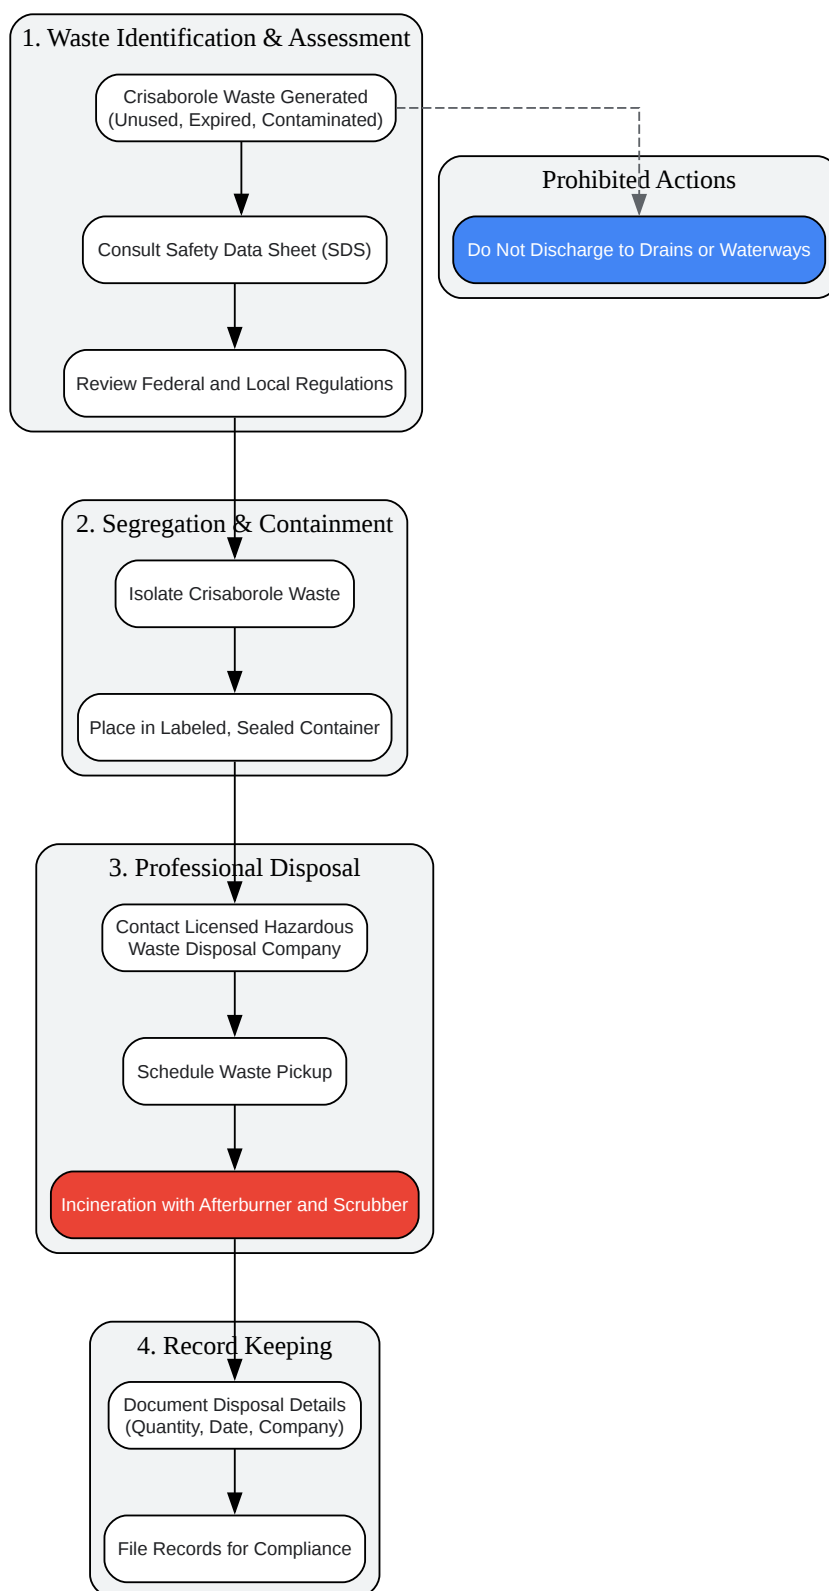 1. Waste Identification & Assessment
Crisaborole Waste Generated
(Unused, Expired, Contaminated)
Prohibited Actions
Consult Safety Data Sheet (SDS)
Do Not Discharge to Drains or Waterways
Review Federal and Local Regulations
2. Segregation & Containment
Isolate Crisaborole Waste
Place in Labeled, Sealed Container
3. Professional Disposal
Contact Licensed Hazardous
Waste Disposal Company
Schedule Waste Pickup
Incineration with Afterburner and Scrubber
4. Record Keeping
Document Disposal Details
(Quantity, Date, Company)
File Records for Compliance